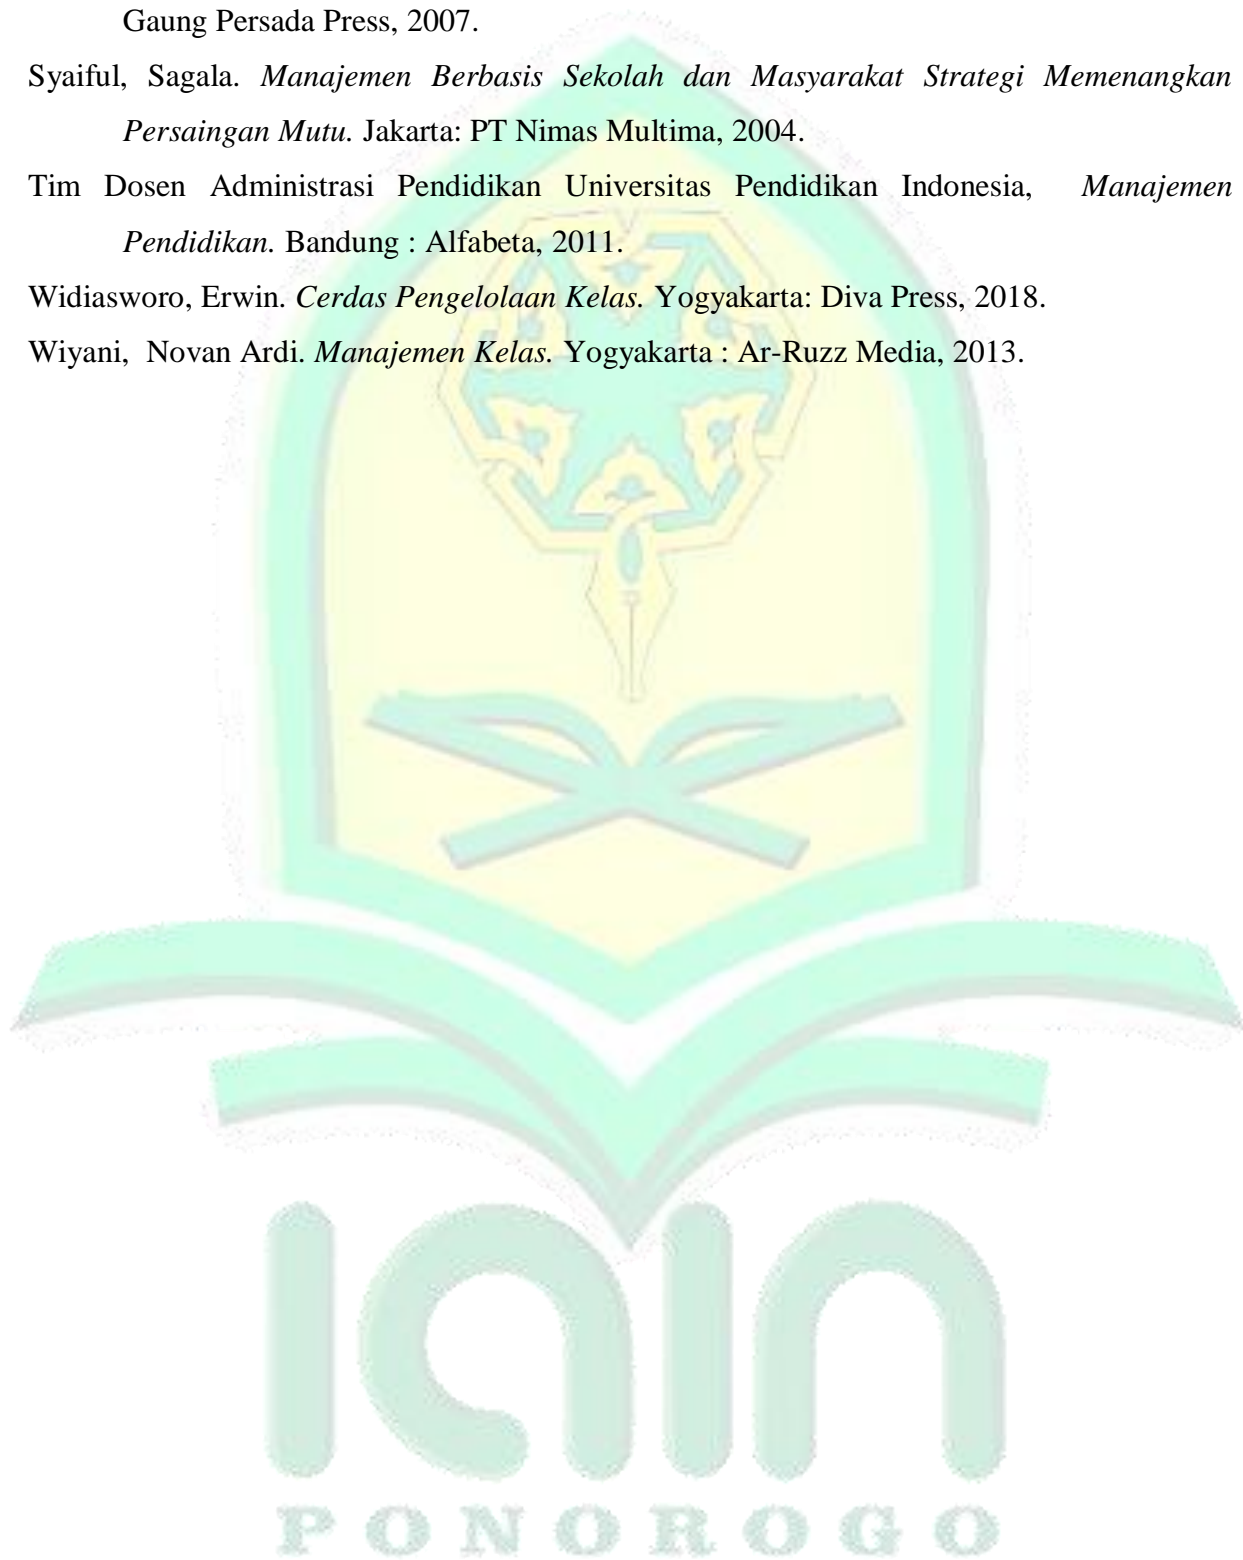 Gaung Persada Press, 2007.
Syaiful, Sagala. Manajemen Berbasis Sekolah dan Masyarakat Strategi Memenangkan
Persaingan Mutu. Jakarta: PT Nimas Multima, 2004.
Tim Dosen Administrasi Pendidikan Universitas Pendidikan Indonesia, Manajemen
Pendidikan. Bandung : Alfabeta, 2011.
Widiasworo, Erwin. Cerdas Pengelolaan Kelas. Yogyakarta: Diva Press, 2018.
Wiyani, Novan Ardi. Manajemen Kelas. Yogyakarta : Ar-Ruzz Media, 2013.
iain
PONOROGO